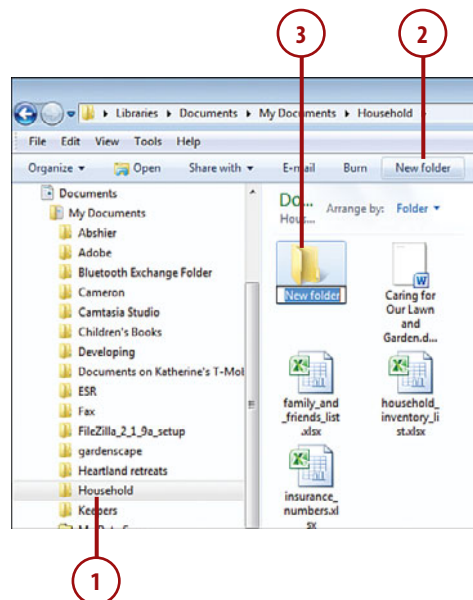 3
2
Libraries Documents My Documents Household
File Edit View Tools Help
Organize Open Share with E-mail Burn New folder
Documents
My Documents
Abshier
Adobe
Bluetooth Exchange Folder
Cameron
Camtasia Studio
Children's Books
Developing
Documents on Katherine's T-Mol
ESR
Fax
FileZilla_2_1_9a_setup
gardenscape
Heartland retreats
Household
Keepers
Do...
Hous...
Arrange by: Folder
New folder
Caring for
Our Lawn
and
Garden.d...
family_and
_friends_list
.xlsx
household_
inventory_li
st.xlsx
insurance_
numbers.xl
sx
1